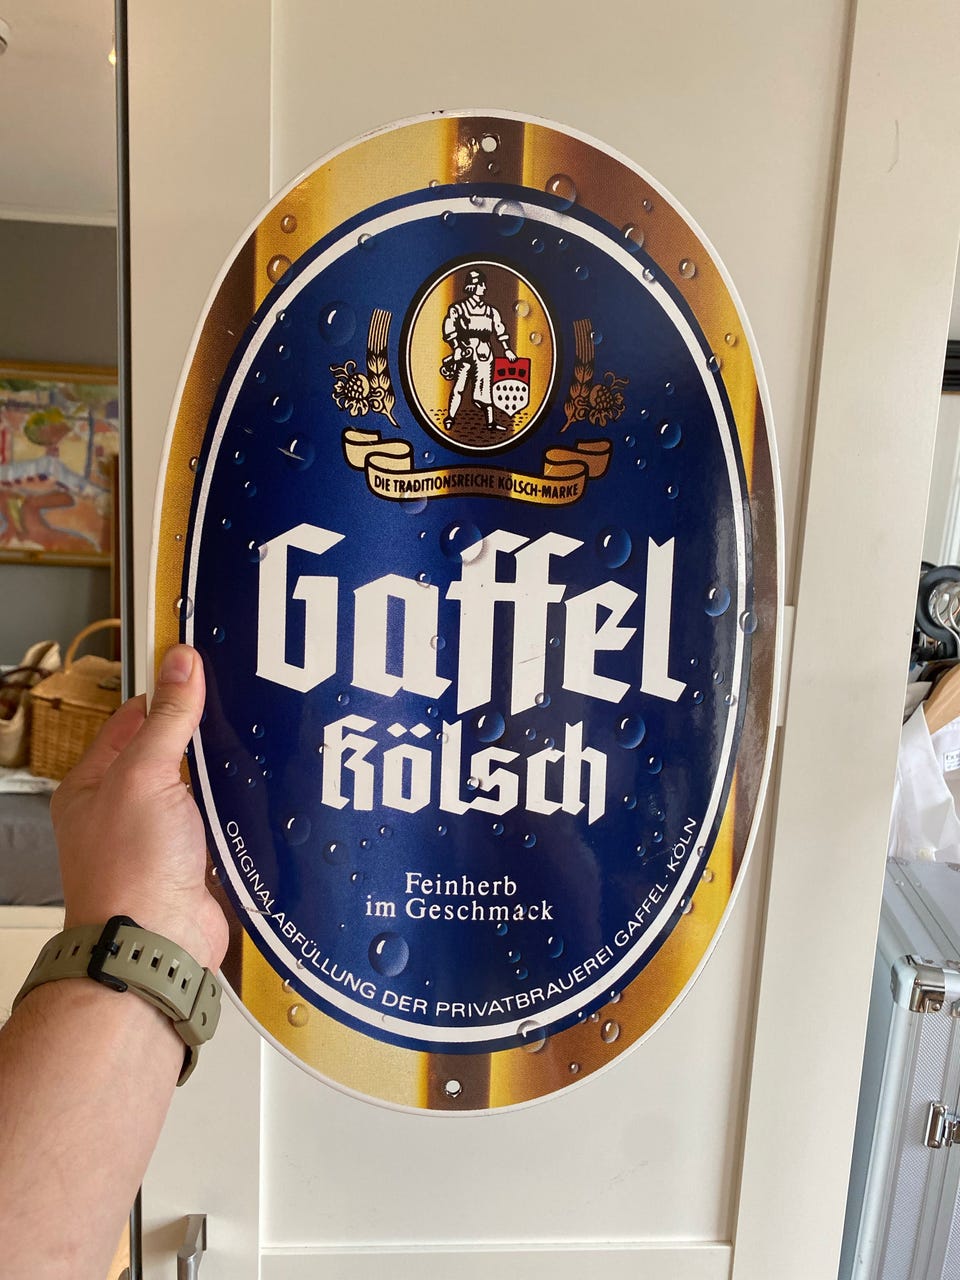 DIE TRADITIONSREICHE KÖLSCH-MARKE
Gaffel
Kölsch
Feinherb
im Geschmack
ORIGINALABFÜLLUNG DER PRIVATBRAUEREI GAFFEL · KÖLN